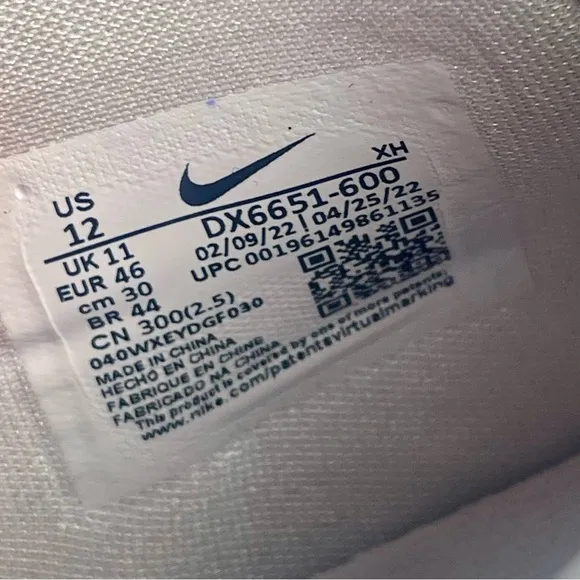 XH
US
12
DX6651-600
UK 11
02/09/22 | 04/25/22
EUR 46
UPC 00196149861135
cm 30
BR 44
CN 300(2.5)
040WXEYDGF030
MADE IN CHINA
HECHO EN CHINA
FABRIQUE EN CHINE
FABRICADO NA CHINA
This product is covered by one or more patents.
www.nike.com/patentsvirtualmarking